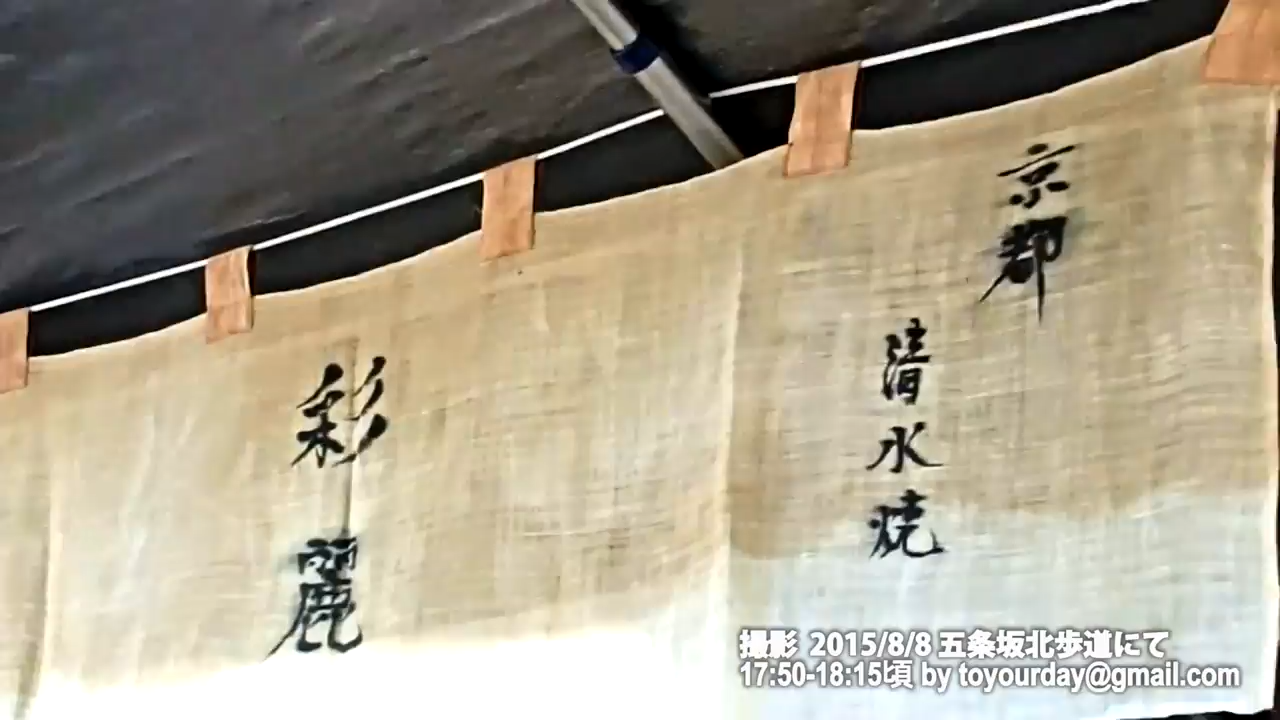 京都
清水焼
彩麗
撮影 2015/8/8 五条坂北歩道にて
17:50-18:15頃 by toyourday@gmail.com